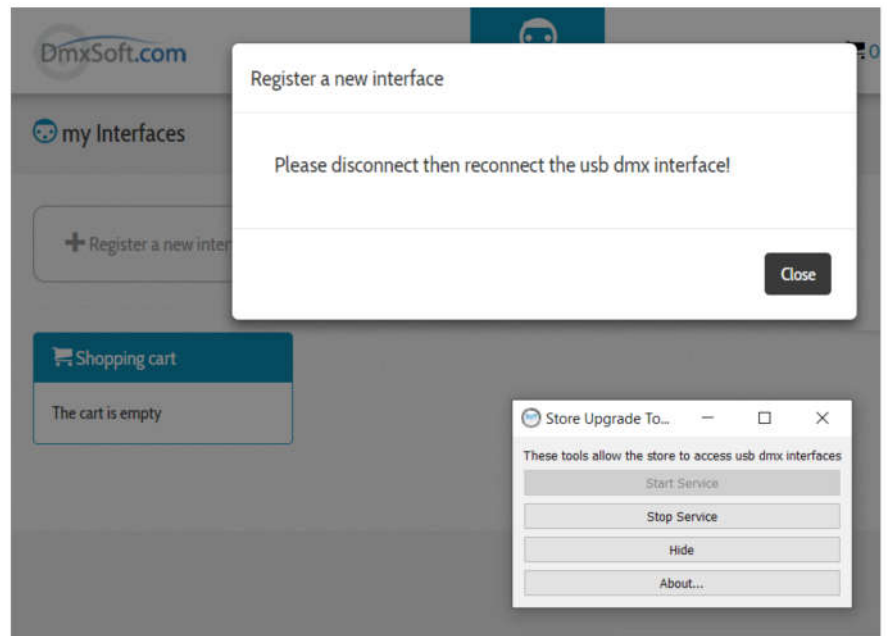 DmxSoft.com
0
Register a new interface
my Interfaces
Please disconnect then reconnect the usb dmx interface!
Register a new inter
Close
Shopping cart
The cart is empty
Store Upgrade To...
These tools allow the store to access usb dmx interfaces
Start Service
Stop Service
Hide
About...